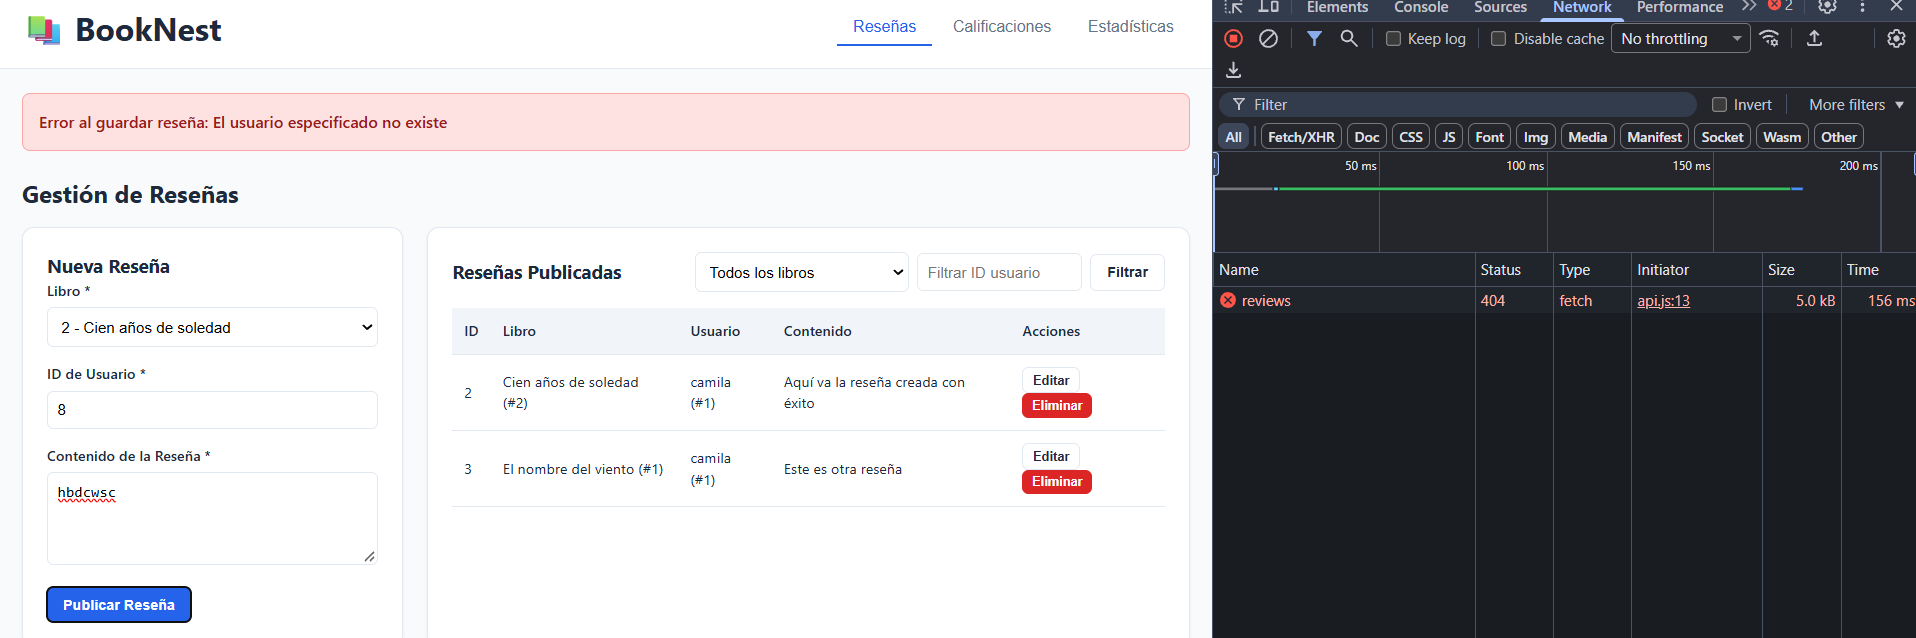 BookNest
Reseñas
Calificaciones
Estadísticas
Error al guardar reseña: El usuario especificado no existe
Gestión de Reseñas
Nueva Reseña
Libro *
2 - Cien años de soledad
ID de Usuario *
8
Contenido de la Reseña *
hbdcwsc
Publicar Reseña
Reseñas Publicadas
Todos los libros
Filtrar ID usuario
Filtrar
ID Libro Usuario Contenido Acciones
2
Cien años de soledad
(#2)
camila
(#1)
Aquí va la reseña creada con
éxito
Editar
Eliminar
3
El nombre del viento (#1)
camila
(#1)
Este es otra reseña
Editar
Eliminar
Elements Console Sources Network Performance 2
Keep log Disable cache No throttling
Filter Invert More filters
All Fetch/XHR Doc CSS JS Font Img Media Manifest Socket Wasm Other
50 ms 100 ms 150 ms 200 ms
Name Status Type Initiator Size Time
reviews 404 fetch api.js:13 5.0 kB 156 ms